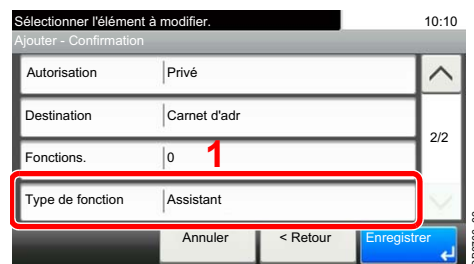 Sélectionner l'élément à modifier. 10:10
Ajouter - Confirmation
Autorisation Privé
Destination Carnet d'adr
2/2
Fonctions. 0 1
Type de fonction Assistant
Annuler < Retour Enregistrer